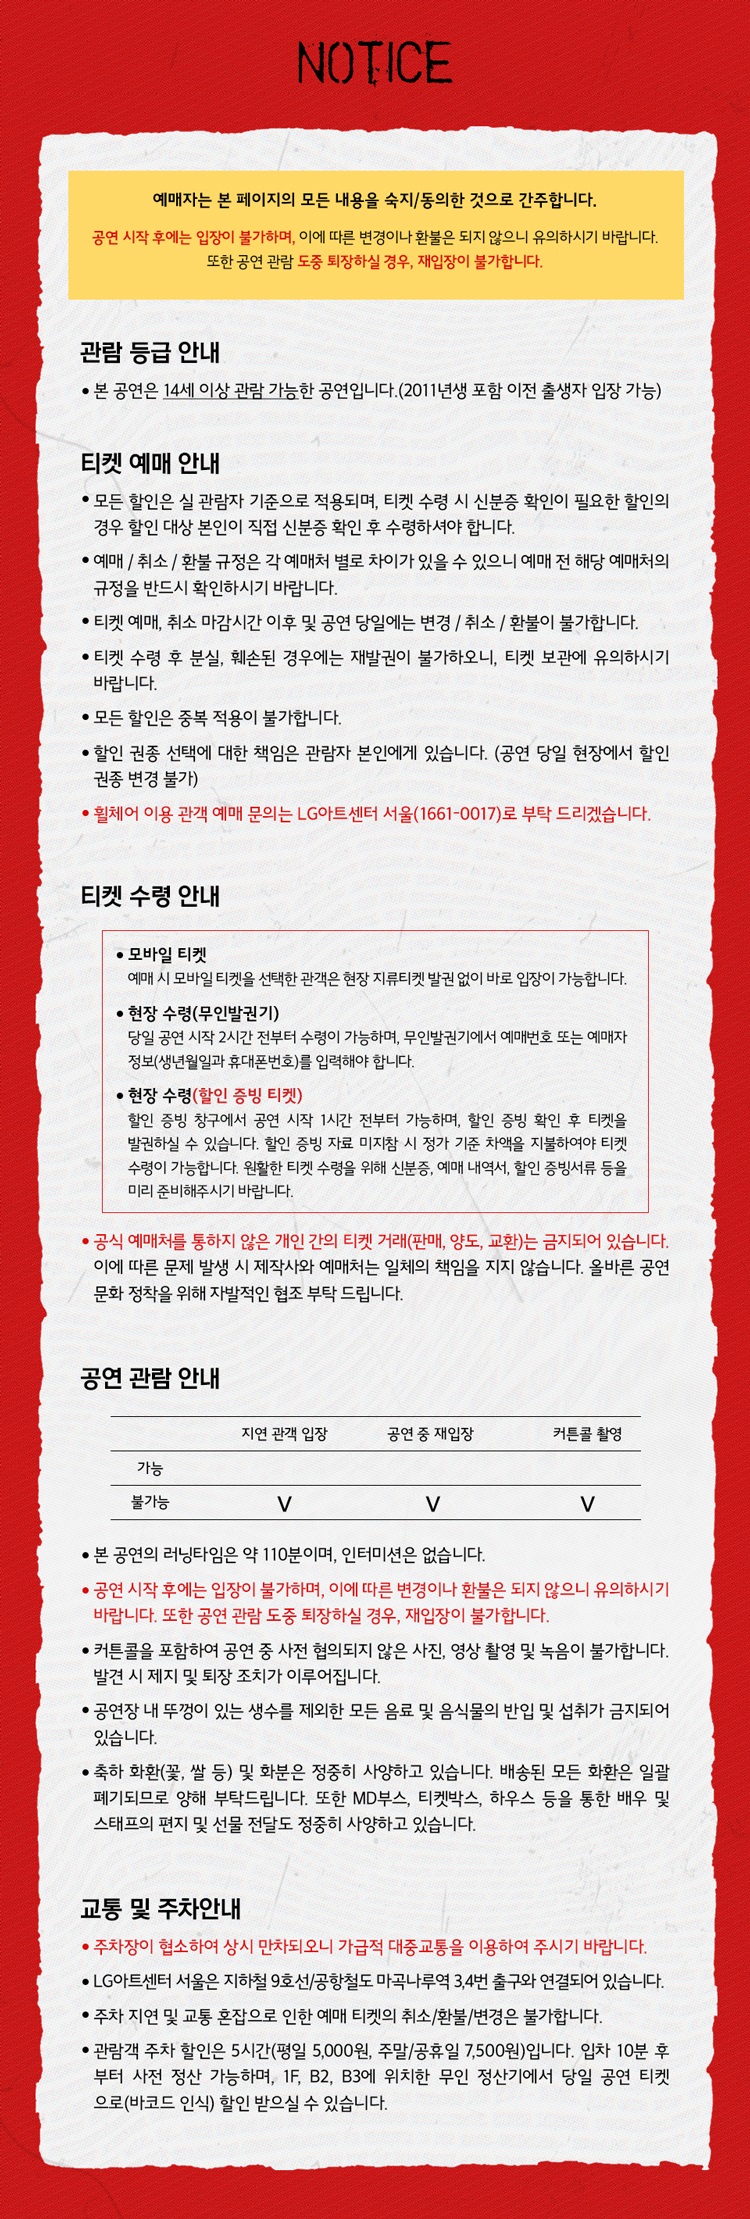 NOTICE
예매자는 본 페이지의 모든 내용을 숙지/동의한 것으로 간주합니다.
공연 시작 후에는 입장이 불가하며, 이에 따른 변경이나 환불은 되지 않으니 유의하시기 바랍니다.
또한 공연 관람 도중 퇴장하실 경우, 재입장이 불가합니다.
관람 등급 안내
• 본 공연은 14세 이상 관람 가능한 공연입니다.(2011년생 포함 이전 출생자 입장 가능)
티켓 예매 안내
• 모든 할인은 실 관람자 기준으로 적용되며, 티켓 수령 시 신분증 확인이 필요한 할인의
경우 할인 대상 본인이 직접 신분증 확인 후 수령하셔야 합니다.
• 예매 / 취소 / 환불 규정은 각 예매처 별로 차이가 있을 수 있으니 예매 전 해당 예매처의
규정을 반드시 확인하시기 바랍니다.
• 티켓 예매, 취소 마감시간 이후 및 공연 당일에는 변경 / 취소 / 환불이 불가합니다.
• 티켓 수령 후 분실, 훼손된 경우에는 재발권이 불가하오니, 티켓 보관에 유의하시기
바랍니다.
• 모든 할인은 중복 적용이 불가합니다.
• 할인 권종 선택에 대한 책임은 관람자 본인에게 있습니다. (공연 당일 현장에서 할인
권종 변경 불가)
• 휠체어 이용 관객 예매 문의는 LG아트센터 서울(1661-0017)로 부탁 드리겠습니다.
티켓 수령 안내
• 모바일 티켓
예매 시 모바일 티켓을 선택한 관객은 현장 지류티켓 발권 없이 바로 입장이 가능합니다.
• 현장 수령(무인발권기)
당일 공연 시작 2시간 전부터 수령이 가능하며, 무인발권기에서 예매번호 또는 예매자
정보(생년월일과 휴대폰번호)를 입력해야 합니다.
• 현장 수령(할인 증빙 티켓)
할인 증빙 창구에서 공연 시작 1시간 전부터 가능하며, 할인 증빙 확인 후 티켓을
발권하실 수 있습니다. 할인 증빙 자료 미지참 시 정가 기준 차액을 지불하여야 티켓
수령이 가능합니다. 원활한 티켓 수령을 위해 신분증, 예매 내역서, 할인 증빙서류 등을
미리 준비해주시기 바랍니다.
• 공식 예매처를 통하지 않은 개인 간의 티켓 거래(판매, 양도, 교환)는 금지되어 있습니다.
이에 따른 문제 발생 시 제작사와 예매처는 일체의 책임을 지지 않습니다. 올바른 공연
문화 정착을 위해 자발적인 협조 부탁 드립니다.
공연 관람 안내
지연 관객 입장 공연 중 재입장 커튼콜 촬영
가능
불가능 V V V
• 본 공연의 러닝타임은 약 110분이며, 인터미션은 없습니다.
• 공연 시작 후에는 입장이 불가하며, 이에 따른 변경이나 환불은 되지 않으니 유의하시기
바랍니다. 또한 공연 관람 도중 퇴장하실 경우, 재입장이 불가합니다.
• 커튼콜을 포함하여 공연 중 사전 협의되지 않은 사진, 영상 촬영 및 녹음이 불가합니다.
발견 시 제지 및 퇴장 조치가 이루어집니다.
• 공연장 내 뚜껑이 있는 생수를 제외한 모든 음료 및 음식물의 반입 및 섭취가 금지되어
있습니다.
• 축하 화환(꽃, 쌀 등) 및 화분은 정중히 사양하고 있습니다. 배송된 모든 화환은 일괄
폐기되므로 양해 부탁드립니다. 또한 MD부스, 티켓박스, 하우스 등을 통한 배우 및
스태프의 편지 및 선물 전달도 정중히 사양하고 있습니다.
교통 및 주차안내
• 주차장이 협소하여 상시 만차되오니 가급적 대중교통을 이용하여 주시기 바랍니다.
• LG아트센터 서울은 지하철 9호선/공항철도 마곡나루역 3,4번 출구와 연결되어 있습니다.
• 주차 지연 및 교통 혼잡으로 인한 예매 티켓의 취소/환불/변경은 불가합니다.
• 관람객 주차 할인은 5시간(평일 5,000원, 주말/공휴일 7,500원)입니다. 입차 10분 후
부터 사전 정산 가능하며, 1F, B2, B3에 위치한 무인 정산기에서 당일 공연 티켓
으로(바코드 인식) 할인 받으실 수 있습니다.